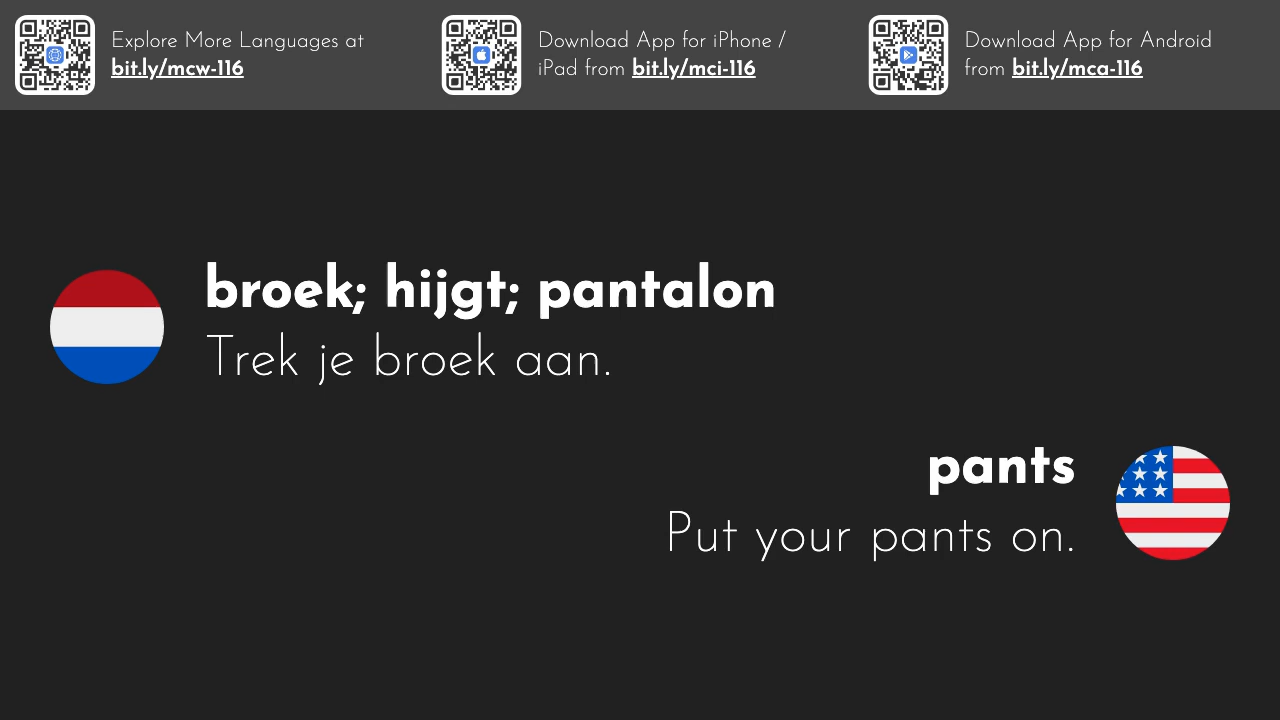 Explore More Languages at
bit.ly/mcw-116
Download App for iPhone /
iPad from bit.ly/mci-116
Download App for Android
from bit.ly/mca-116
broek; hijgt; pantalon
Trek je broek aan.
pants
Put your pants on.